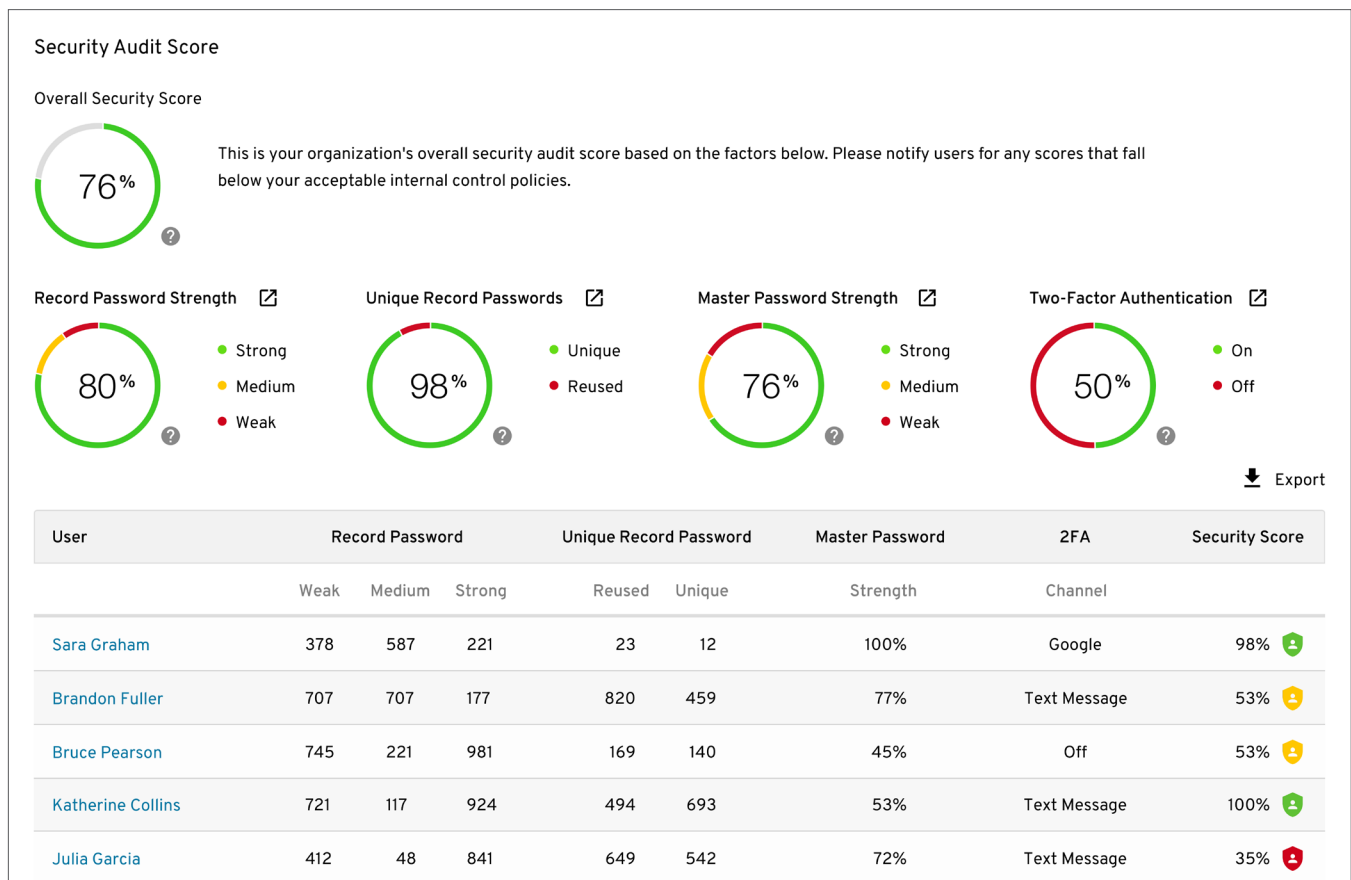 Security Audit Score
Overall Security Score
76%
This is your organization's overall security audit score based on the factors below. Please notify users for any scores that fall
below your acceptable internal control policies.
?
Record Password Strength
80%
Strong
Medium
Weak
?
Unique Record Passwords
98%
Unique
Reused
?
Master Password Strength
76%
Strong
Medium
Weak
?
Two-Factor Authentication
50%
On
Off
?
Export
User Record Password Unique Record Password Master Password 2FA Security Score
Weak Medium Strong Reused Unique Strength Channel
Sara Graham 378 587 221 23 12 100% Google 98%
Brandon Fuller 707 707 177 820 459 77% Text Message 53%
Bruce Pearson 745 221 981 169 140 45% Off 53%
Katherine Collins 721 117 924 494 693 53% Text Message 100%
Julia Garcia 412 48 841 649 542 72% Text Message 35%